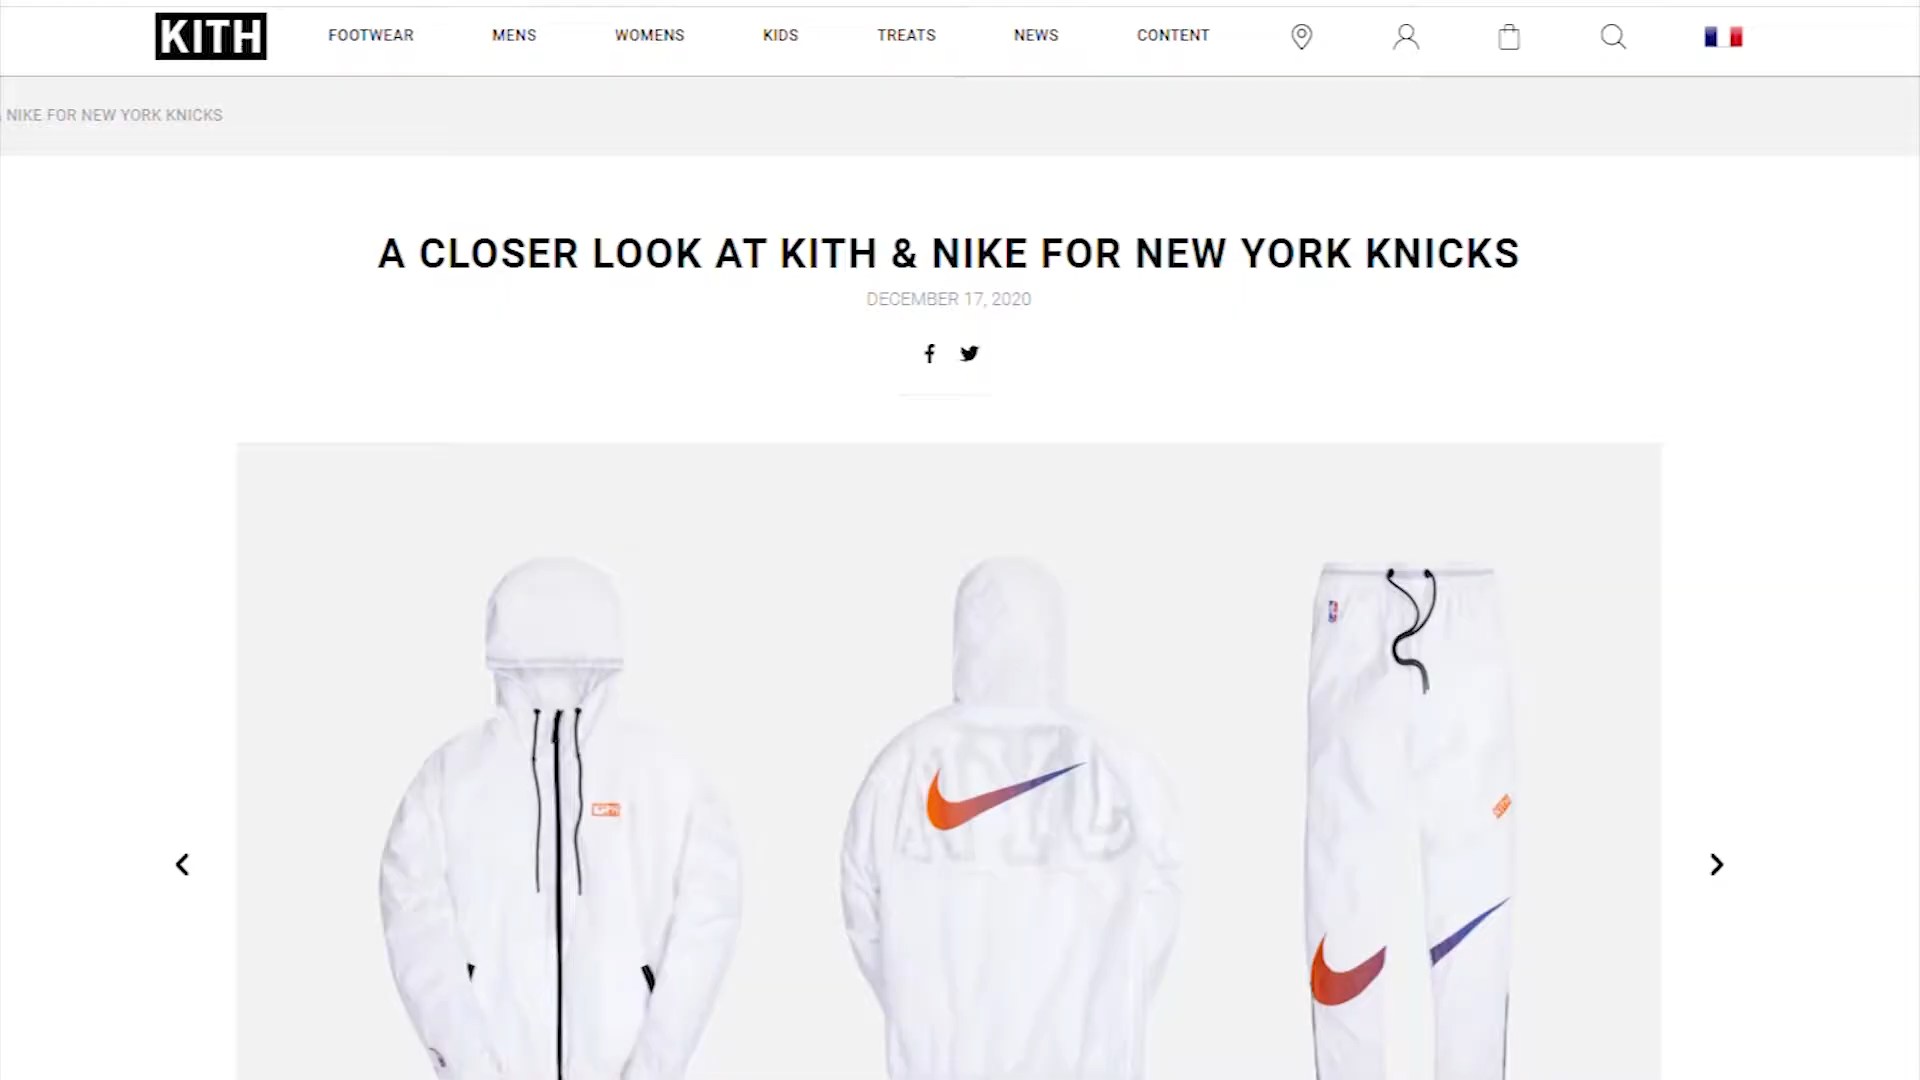 KITH FOOTWEAR MENS WOMENS KIDS TREATS NEWS CONTENT
NIKE FOR NEW YORK KNICKS
A CLOSER LOOK AT KITH & NIKE FOR NEW YORK KNICKS
DECEMBER 17, 2020